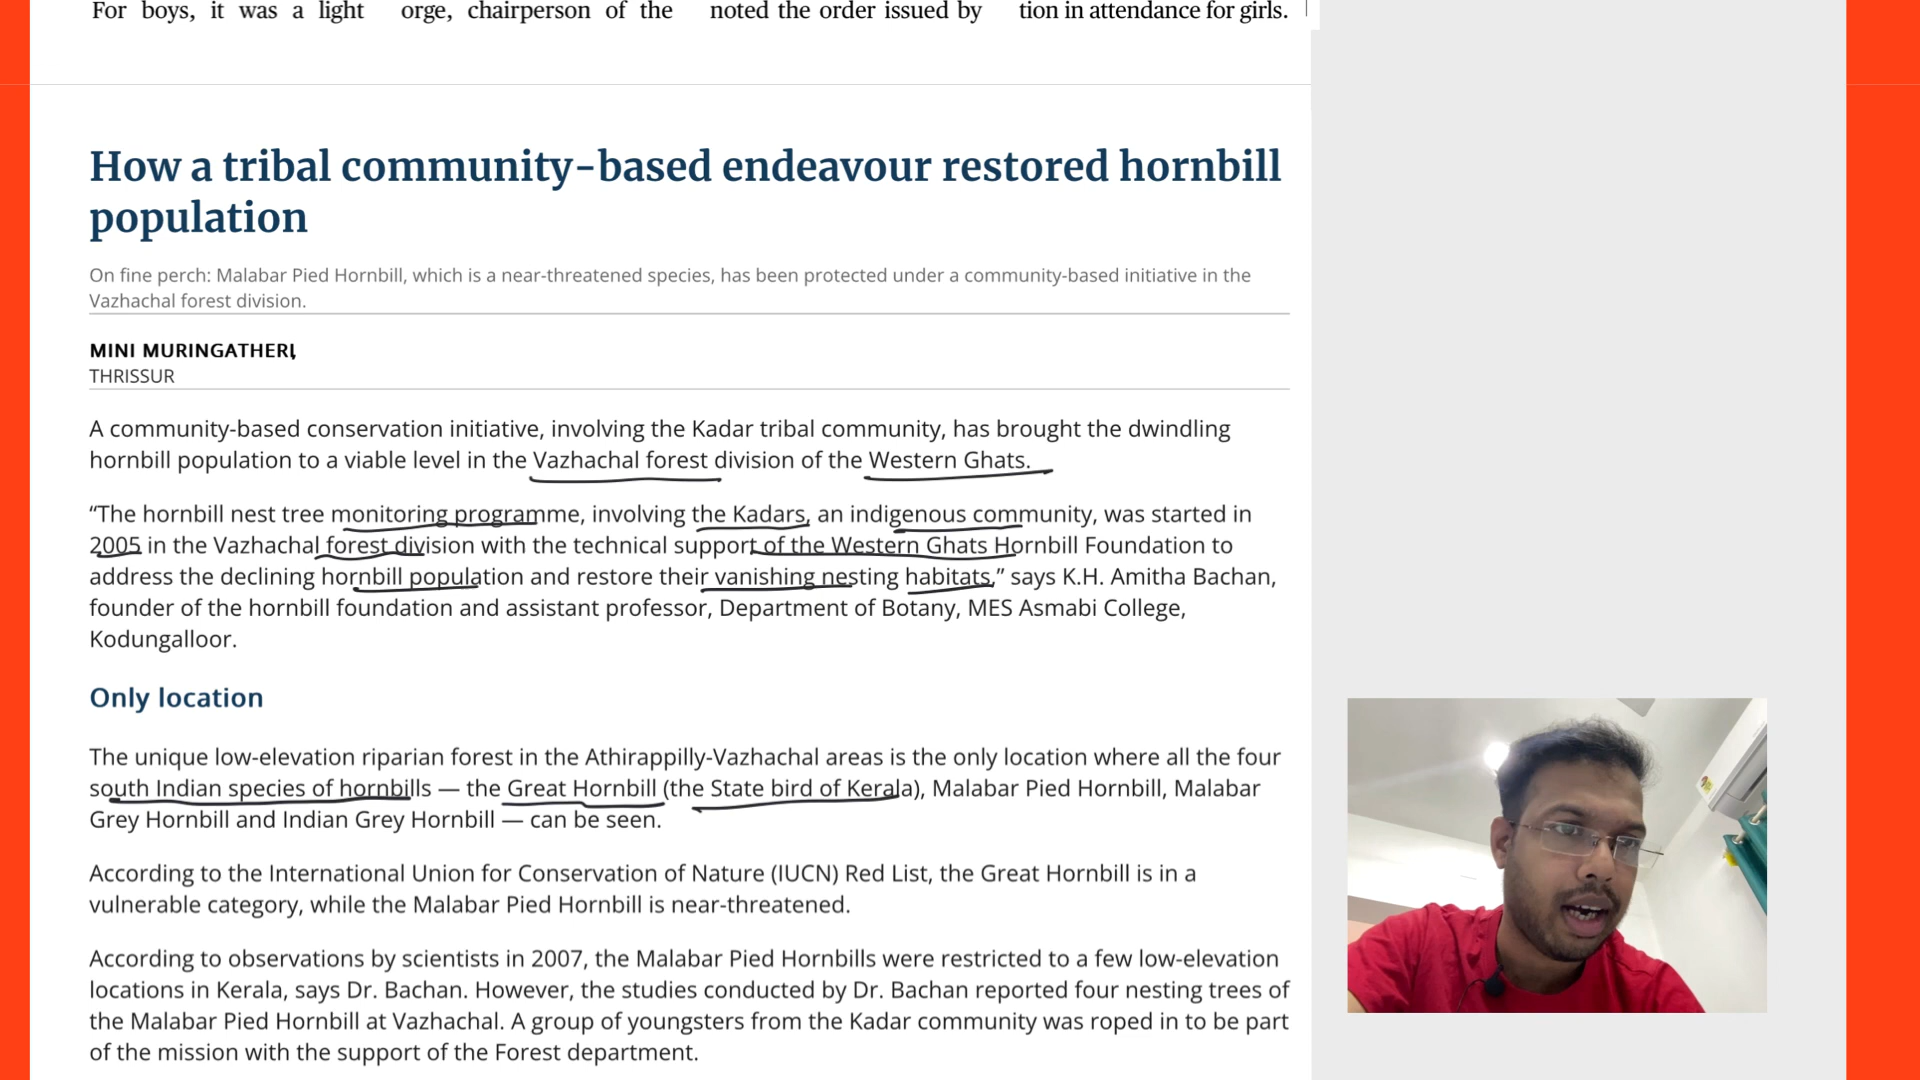 For boys, it was a light
orge, chairperson of the
noted the order issued by
tion in attendance for girls.
How a tribal community-based endeavour restored hornbill
population
On fine perch: Malabar Pied Hornbill, which is a near-threatened species, has been protected under a community-based initiative in the
Vazhachal forest division.
MINI MURINGATHERI,
THRISSUR
A community-based conservation initiative, involving the Kadar tribal community, has brought the dwindling
hornbill population to a viable level in the Vazhachal forest division of the Western Ghats.
“The hornbill nest tree monitoring programme, involving the Kadars, an indigenous community, was started in
2005 in the Vazhachal forest division with the technical support of the Western Ghats Hornbill Foundation to
address the declining hornbill population and restore their vanishing nesting habitats,” says K.H. Amitha Bachan,
founder of the hornbill foundation and assistant professor, Department of Botany, MES Asmabi College,
Kodungalloor.
Only location
The unique low-elevation riparian forest in the Athirappilly-Vazhachal areas is the only location where all the four
south Indian species of hornbills — the Great Hornbill (the State bird of Kerala), Malabar Pied Hornbill, Malabar
Grey Hornbill and Indian Grey Hornbill — can be seen.
According to the International Union for Conservation of Nature (IUCN) Red List, the Great Hornbill is in a
vulnerable category, while the Malabar Pied Hornbill is near-threatened.
According to observations by scientists in 2007, the Malabar Pied Hornbills were restricted to a few low-elevation
locations in Kerala, says Dr. Bachan. However, the studies conducted by Dr. Bachan reported four nesting trees of
the Malabar Pied Hornbill at Vazhachal. A group of youngsters from the Kadar community was roped in to be part
of the mission with the support of the Forest department.